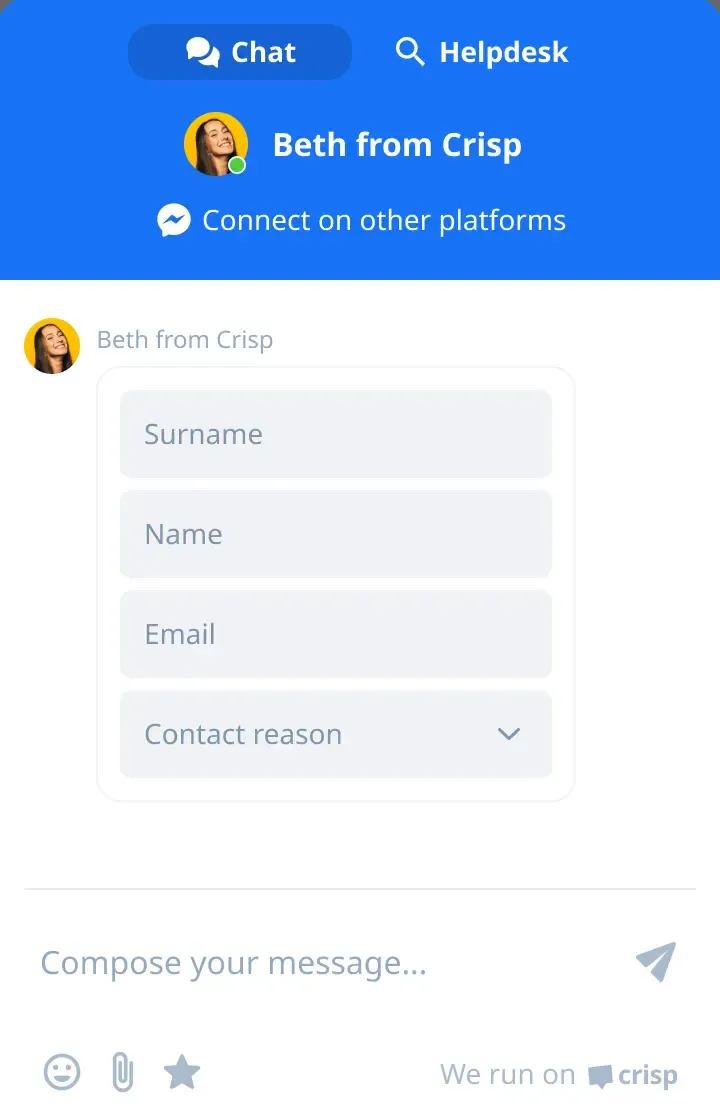 Chat
Helpdesk
Beth from Crisp
Connect on other platforms
Beth from Crisp
Surname
Name
Email
Contact reason
Compose your message...
We run on crisp